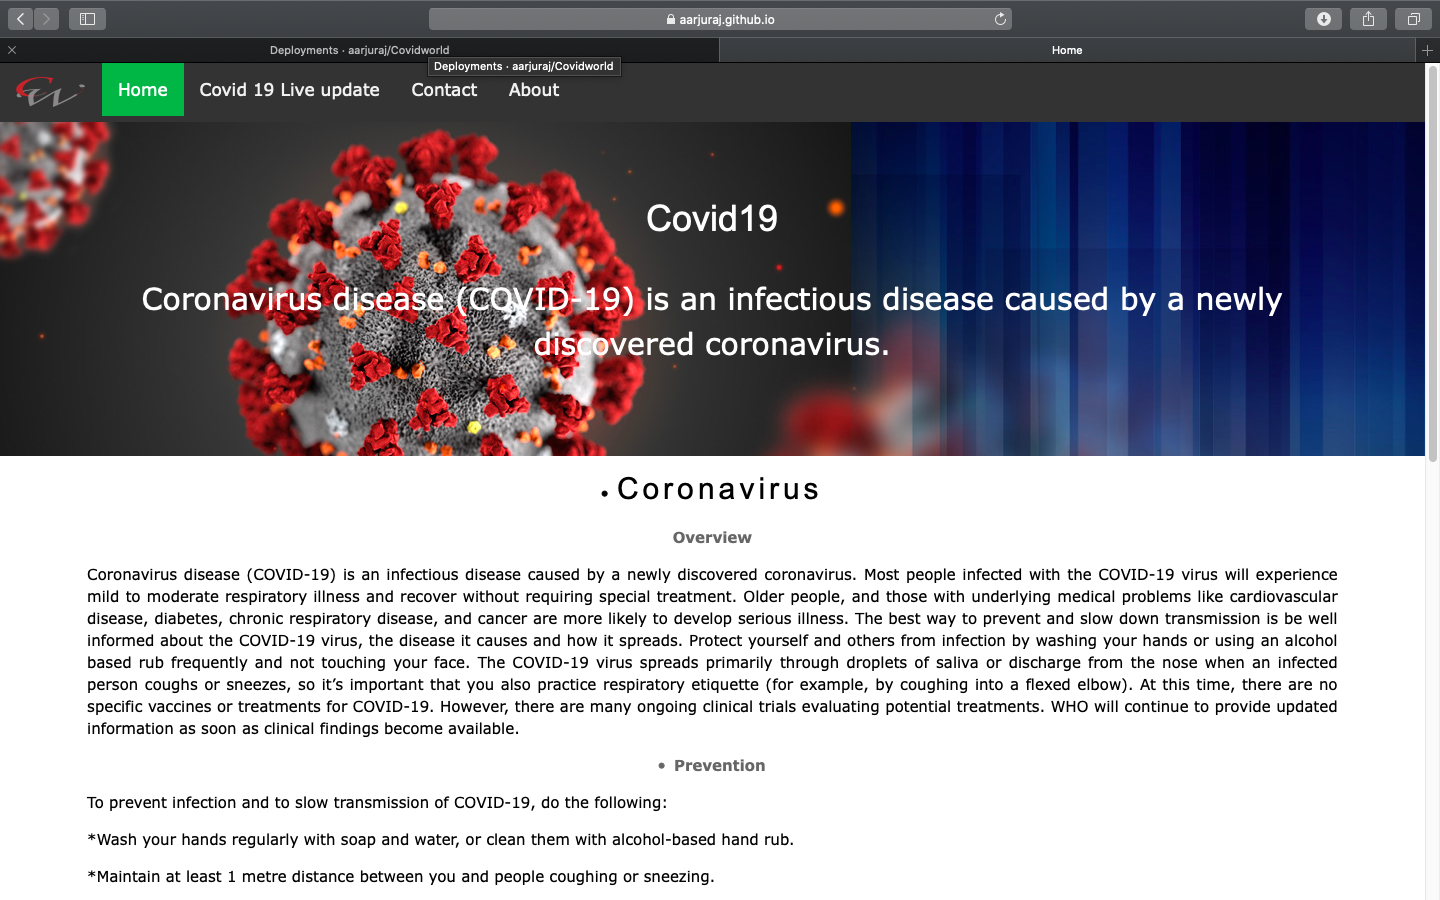 aarjuraj.github.io
Deployments · aarjuraj/Covidworld
Home
Deployments · aarjuraj/Covidworld
Home
Covid 19 Live update
Contact
About
Covid19
Coronavirus disease (COVID-19) is an infectious disease caused by a newly
discovered coronavirus.
• Coronavirus
Overview
Coronavirus disease (COVID-19) is an infectious disease caused by a newly discovered coronavirus. Most people infected with the COVID-19 virus will experience
mild to moderate respiratory illness and recover without requiring special treatment. Older people, and those with underlying medical problems like cardiovascular
disease, diabetes, chronic respiratory disease, and cancer are more likely to develop serious illness. The best way to prevent and slow down transmission is be well
informed about the COVID-19 virus, the disease it causes and how it spreads. Protect yourself and others from infection by washing your hands or using an alcohol
based rub frequently and not touching your face. The COVID-19 virus spreads primarily through droplets of saliva or discharge from the nose when an infected
person coughs or sneezes, so it’s important that you also practice respiratory etiquette (for example, by coughing into a flexed elbow). At this time, there are no
specific vaccines or treatments for COVID-19. However, there are many ongoing clinical trials evaluating potential treatments. WHO will continue to provide updated
information as soon as clinical findings become available.
• Prevention
To prevent infection and to slow transmission of COVID-19, do the following:
*Wash your hands regularly with soap and water, or clean them with alcohol-based hand rub.
*Maintain at least 1 metre distance between you and people coughing or sneezing.